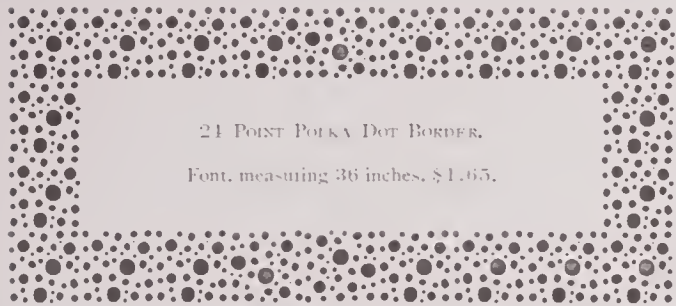 24 Point Polka Dot Border.
Font, measuring 36 inches, $1.65.